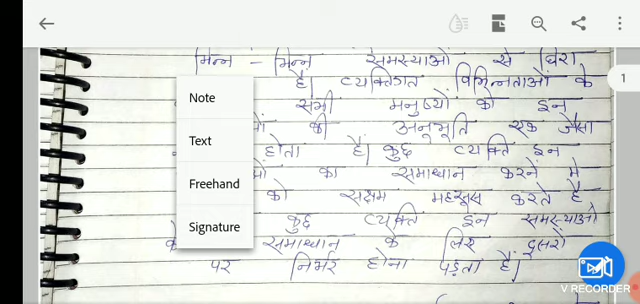 1
भिन्न - भिन्न समस्याओं से घिरा
है। व्यक्तिगत विभिन्नताओं के
सभी मनुष्यों को इन
की अनुभूति एक जैसा
होता है। कुछ व्यक्ति इन
का समाधान करने मे
को सक्षम महसूस करते है
कुछ व्यक्ति इन समस्याओ
के समाधान के लिए दूसरों
पर निर्भर होना पड़ता है।
Note
Text
Freehand
Signature
V RECORDER